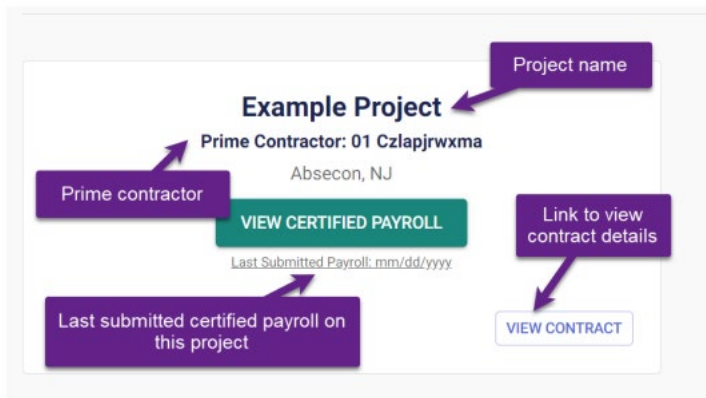 Project name
Example Project
Prime Contractor: 01 Czlapjrwxma
Absecon, NJ
Prime contractor
VIEW CERTIFIED PAYROLL
Link to view
contract details
Last Submitted Payroll: mm/dd/yyyy
Last submitted certified payroll on
this project
VIEW CONTRACT